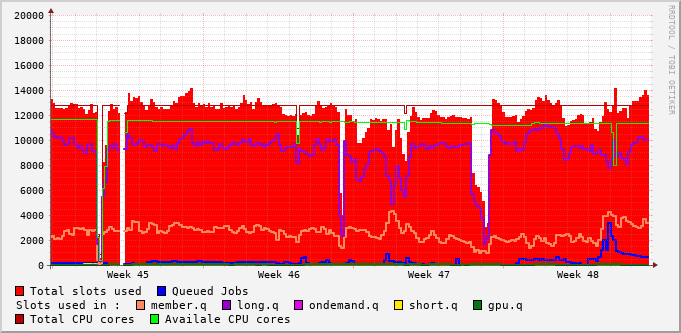 RRDTOOL / TOBI OETIKER
20000
18000
16000
14000
12000
10000
8000
6000
4000
2000
0
Week 45 Week 46 Week 47 Week 48
Total slots used Queued Jobs
Slots used in : member.q long.q ondemand.q short.q gpu.q
Total CPU cores Availale CPU cores